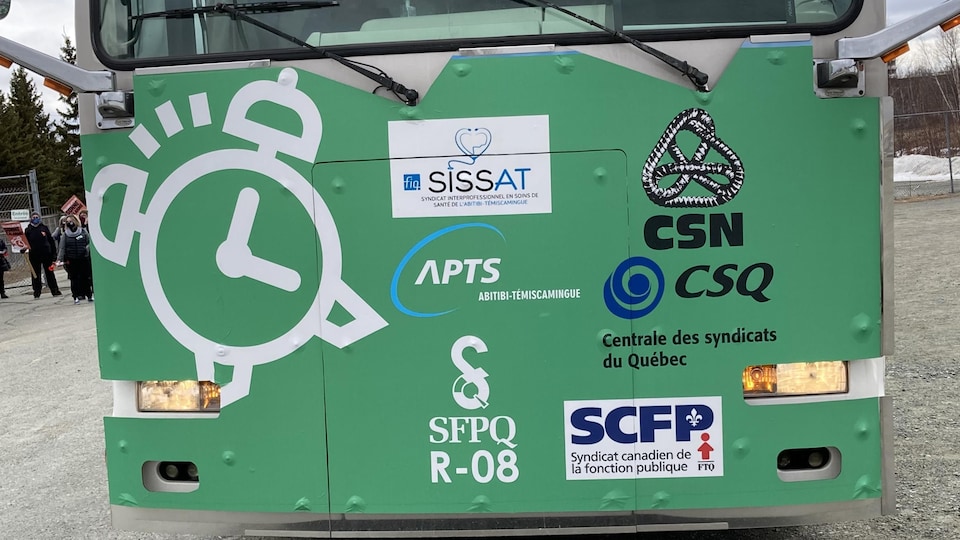 fiq SISSAT
SYNDICAT INTERPROFESSIONNEL EN SOINS DE
SANTÉ DE L'ABITIBI-TÉMISCAMINGUE
APTS
ABITIBI-TÉMISCAMINGUE
CSN
CSQ
Centrale des syndicats
du Québec
SFPQ
R-08
SCFP
Syndicat canadien de
la fonction publique
FTQ